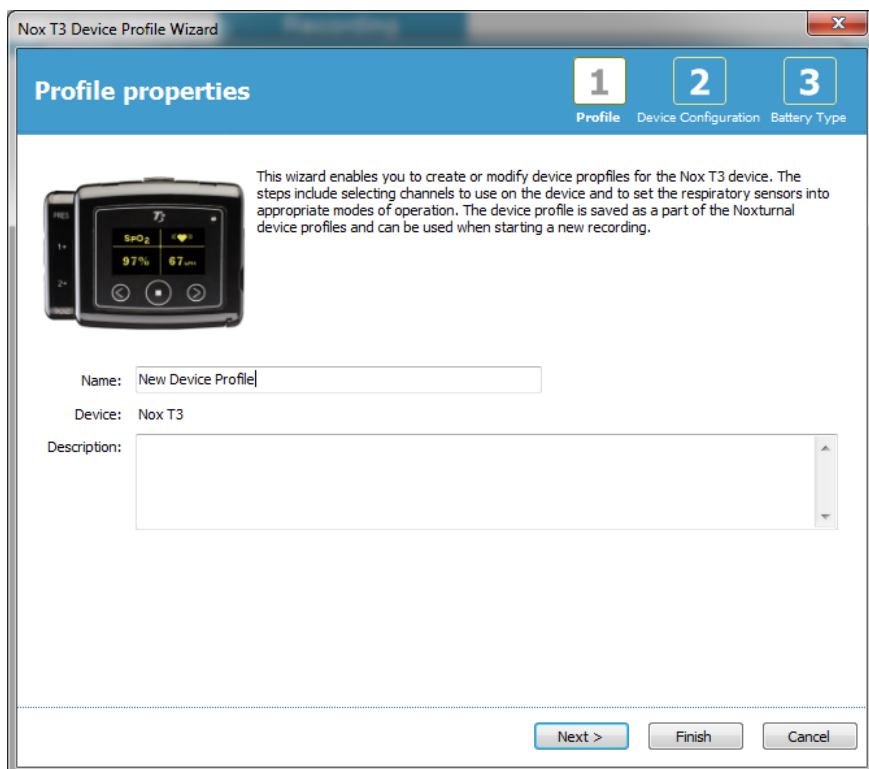 Recording
Nox T3 Device Profile Wizard
Profile properties
1
Profile
2
Device Configuration
3
Battery Type
This wizard enables you to create or modify device propfiles for the Nox T3 device. The
steps include selecting channels to use on the device and to set the respiratory sensors into
appropriate modes of operation. The device profile is saved as a part of the Noxturnal
device profiles and can be used when starting a new recording.
PRES
1+
2+
T3
SPO2
97%
67
Name: New Device Profile
Device: Nox T3
Description:
Next >
Finish
Cancel